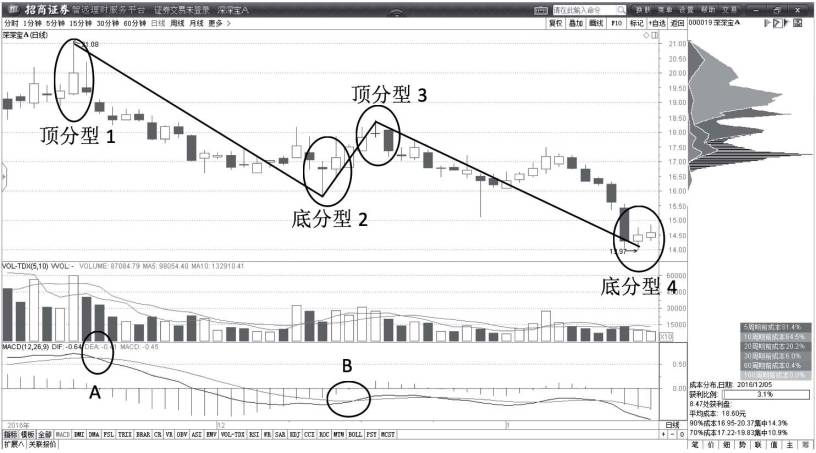 招商证券 智远理财服务平台 证券交易未登录 深深宝A
换肤 菜单 设置 帮助 交易
分时 1分钟 5分钟 15分钟 30分钟 60分钟 日线 周线 月线 更多 >
复权 叠加 画线 F10 标记 +自选 返回
000019 深深宝A
深深宝A(日线)
21.08
21.00
20.00
19.50
19.00
18.50
18.00
17.50
17.00
16.50
16.00
15.50
14.50
14.00
顶分型 1
顶分型 3
底分型 2
底分型 4
13.97
VOL-TDX(5,10) VVOL: - VOLUME: 87084.79 MA5: 98054.40 MA10: 132910.41
60000
45000
30000
15000
X10
MACD(12,26,9) DIF: -0.64 DEA: -0.41 MACD: -0.45
0.50
0.00
A
B
2016年
12
1
日线
指标 模板 全部 MACD DMI DMA FSL TRIX BRAR CR VR OBV ASI EMV VOL-TDX RSI WR SAR KDJ CCI ROC MTM BOLL PSY MCST
扩展∧ 关联报价
5周期前成本81.4%
10周期前成本64.5%
20周期前成本20.2%
30周期前成本6.0%
60周期前成本0.4%
100周期前成本0.0%
成本分布,日期: 2016/12/05
获利比例: 3.1%
8.47处获利盘:
平均成本: 18.60元
90%成本16.95-20.37集中14.3%
70%成本17.22-19.83集中10.9%
笔 价 细 势 联 值 主 筹